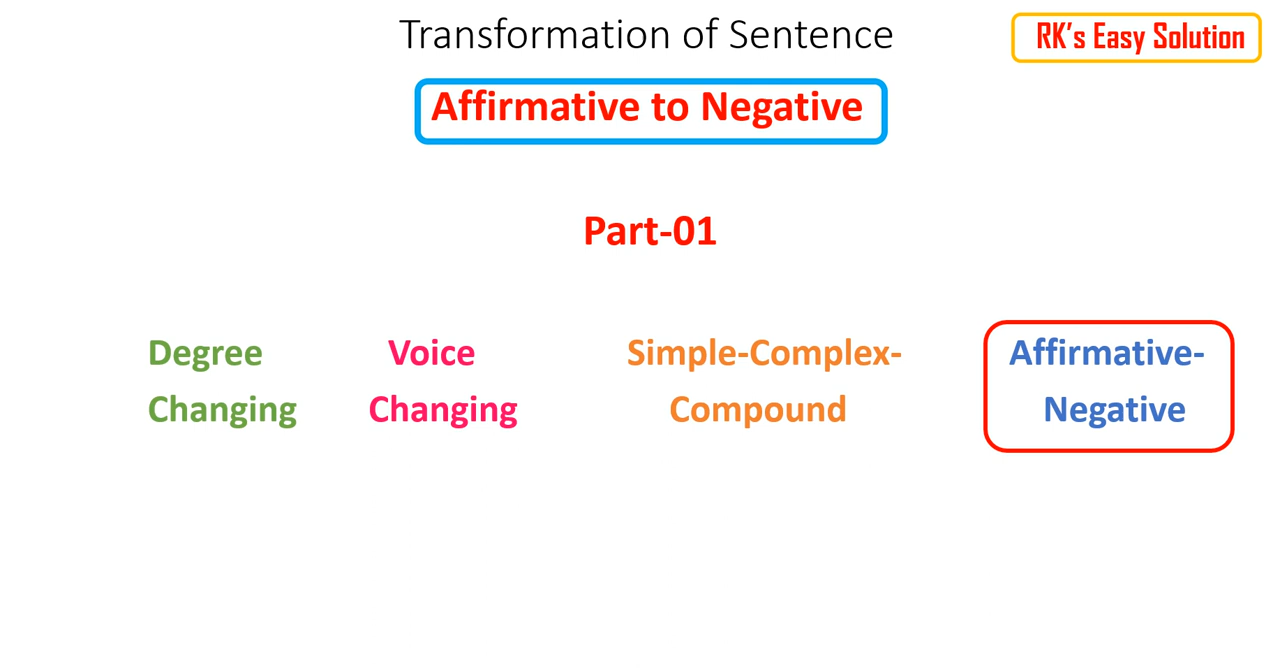 Transformation of Sentence
RK's Easy Solution
Affirmative to Negative
Part-01
Degree
Changing
Voice
Changing
Simple-Complex-
Compound
Affirmative-
Negative